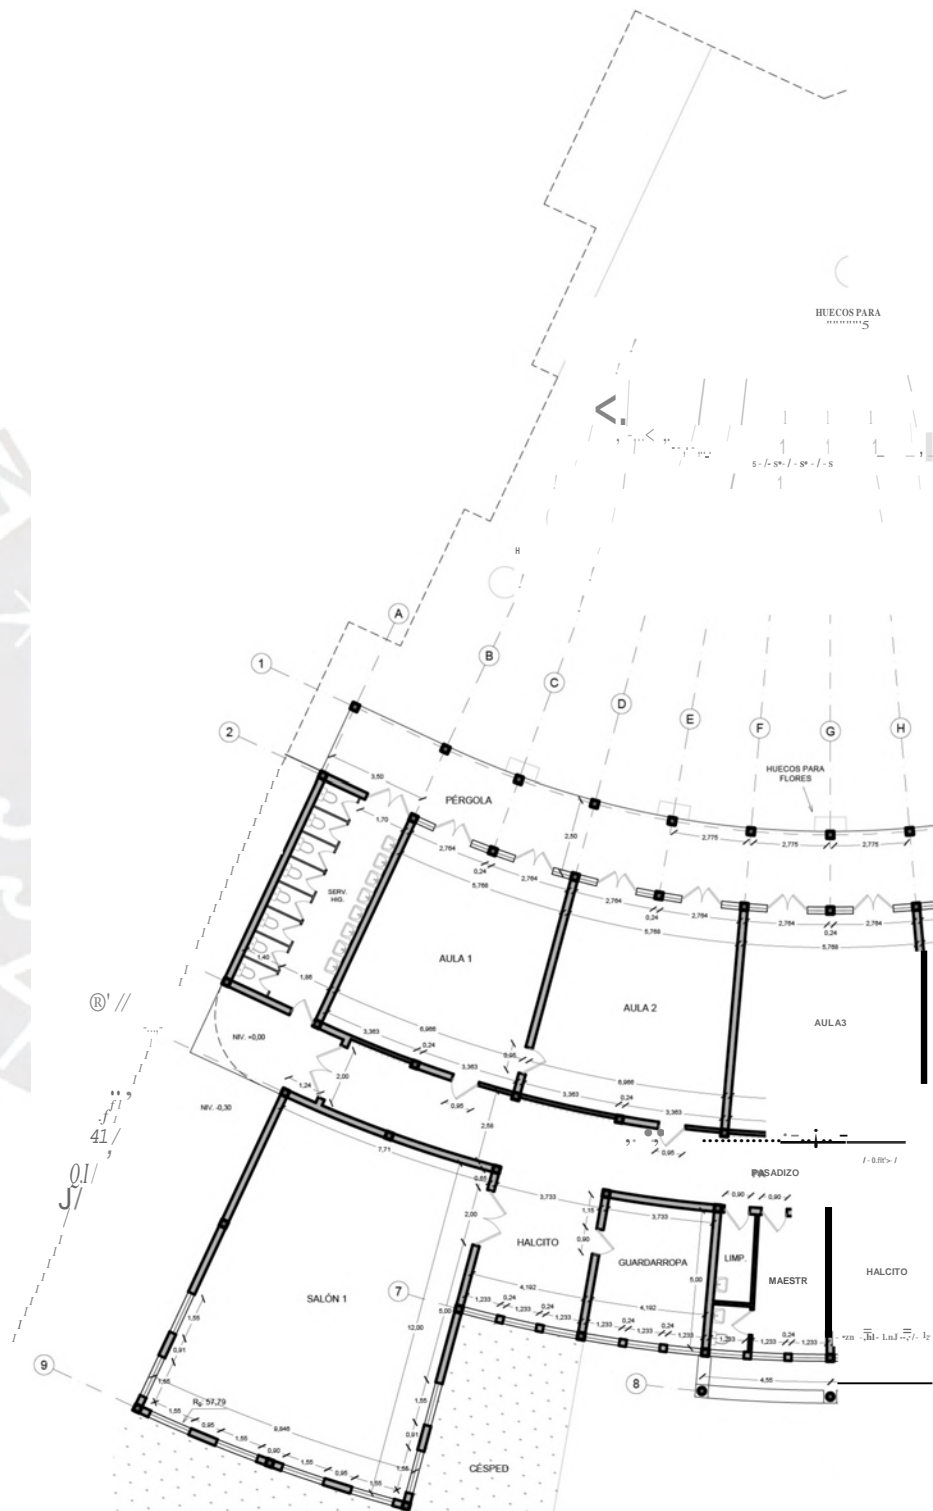 HUECOS PARA
H
A
1
B
C
2
D
E
F
G
H
HUECOS PARA
FLORES
3,50
PÉRGOLA
1,70
2,50
2,775
2,775
2,775
2,764
0,24
2,764
5,768
2,764
0,24
2,764
5,768
2,764
0,24
2,764
5,768
SERV.
HIG.
AULA 1
1,40
1,86
AULA 2
AULA3
NIV. +0,00
6,966
0,24
3,363
3,363
0,95
6,966
0,24
3,363
3,363
2,00
1,24
0,95
NIV. -0,30
2,58
7,71
0,95
PASADIZO
0,85
2,00
3,733
1,15
0,90
3,733
0,90
0,90
HALCITO
GUARDARROPA
LIMP.
MAESTR
HALCITO
5,00
7
SALÓN 1
4,192
4,192
1,233
0,24
1,233
0,24
1,233
1,233
0,24
1,233
0,24
1,233
1,233
1,233
0,24
1,233
5,00
12,00
1,55
0,91
9
8
4,55
1,55
1,55
0,95
1,55
0,90
1,55
0,95
1,55
9,846
1,55
0,91
1,55
CÉSPED